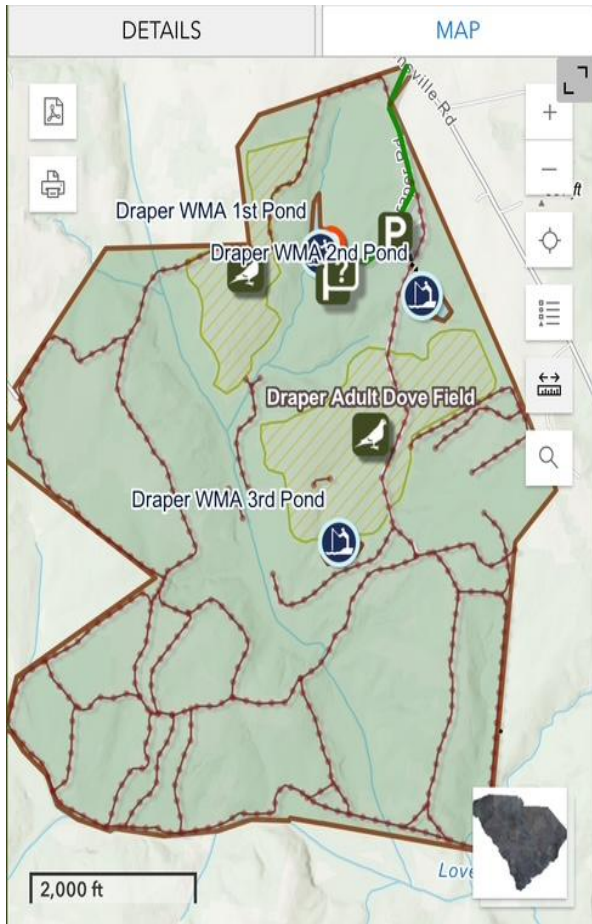 DETAILS
MAP
Draper WMA 1st Pond
Draper WMA 2nd Pond
P
?
Draper Adult Dove Field
Draper WMA 3rd Pond
2,000 ft